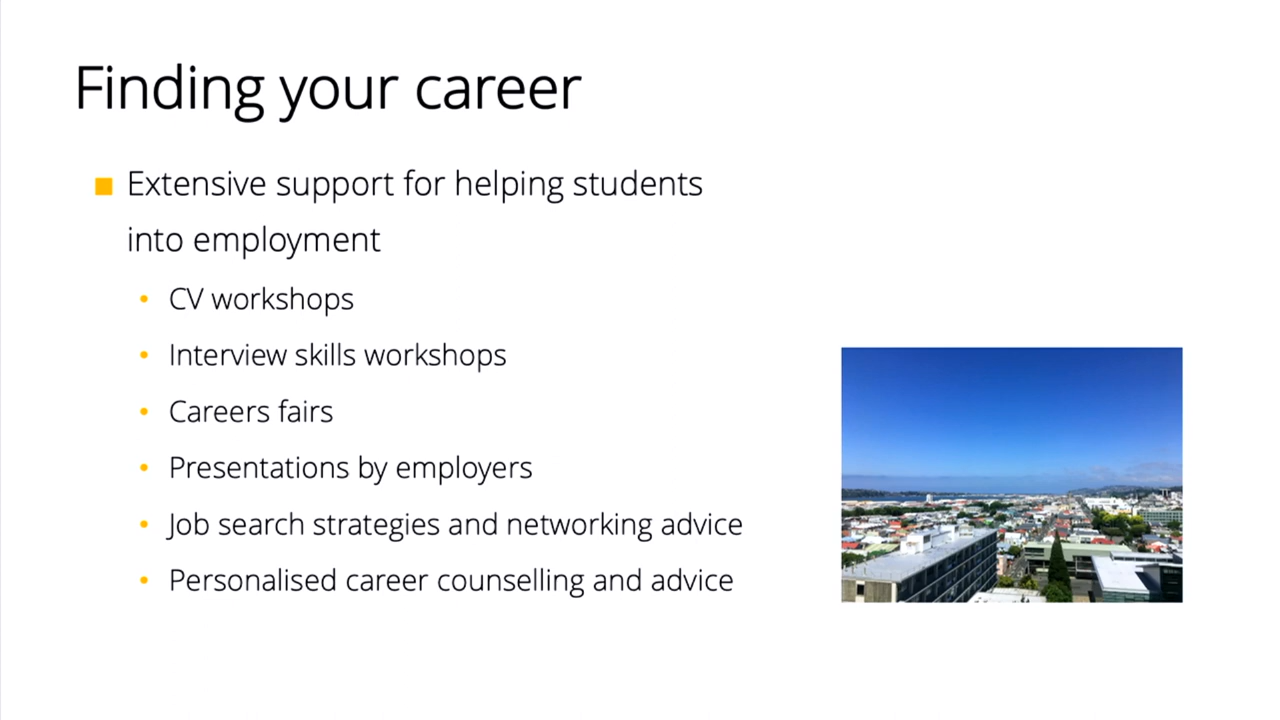 Finding your career
Extensive support for helping students
into employment
CV workshops
Interview skills workshops
Careers fairs
Presentations by employers
Job search strategies and networking advice
Personalised career counselling and advice